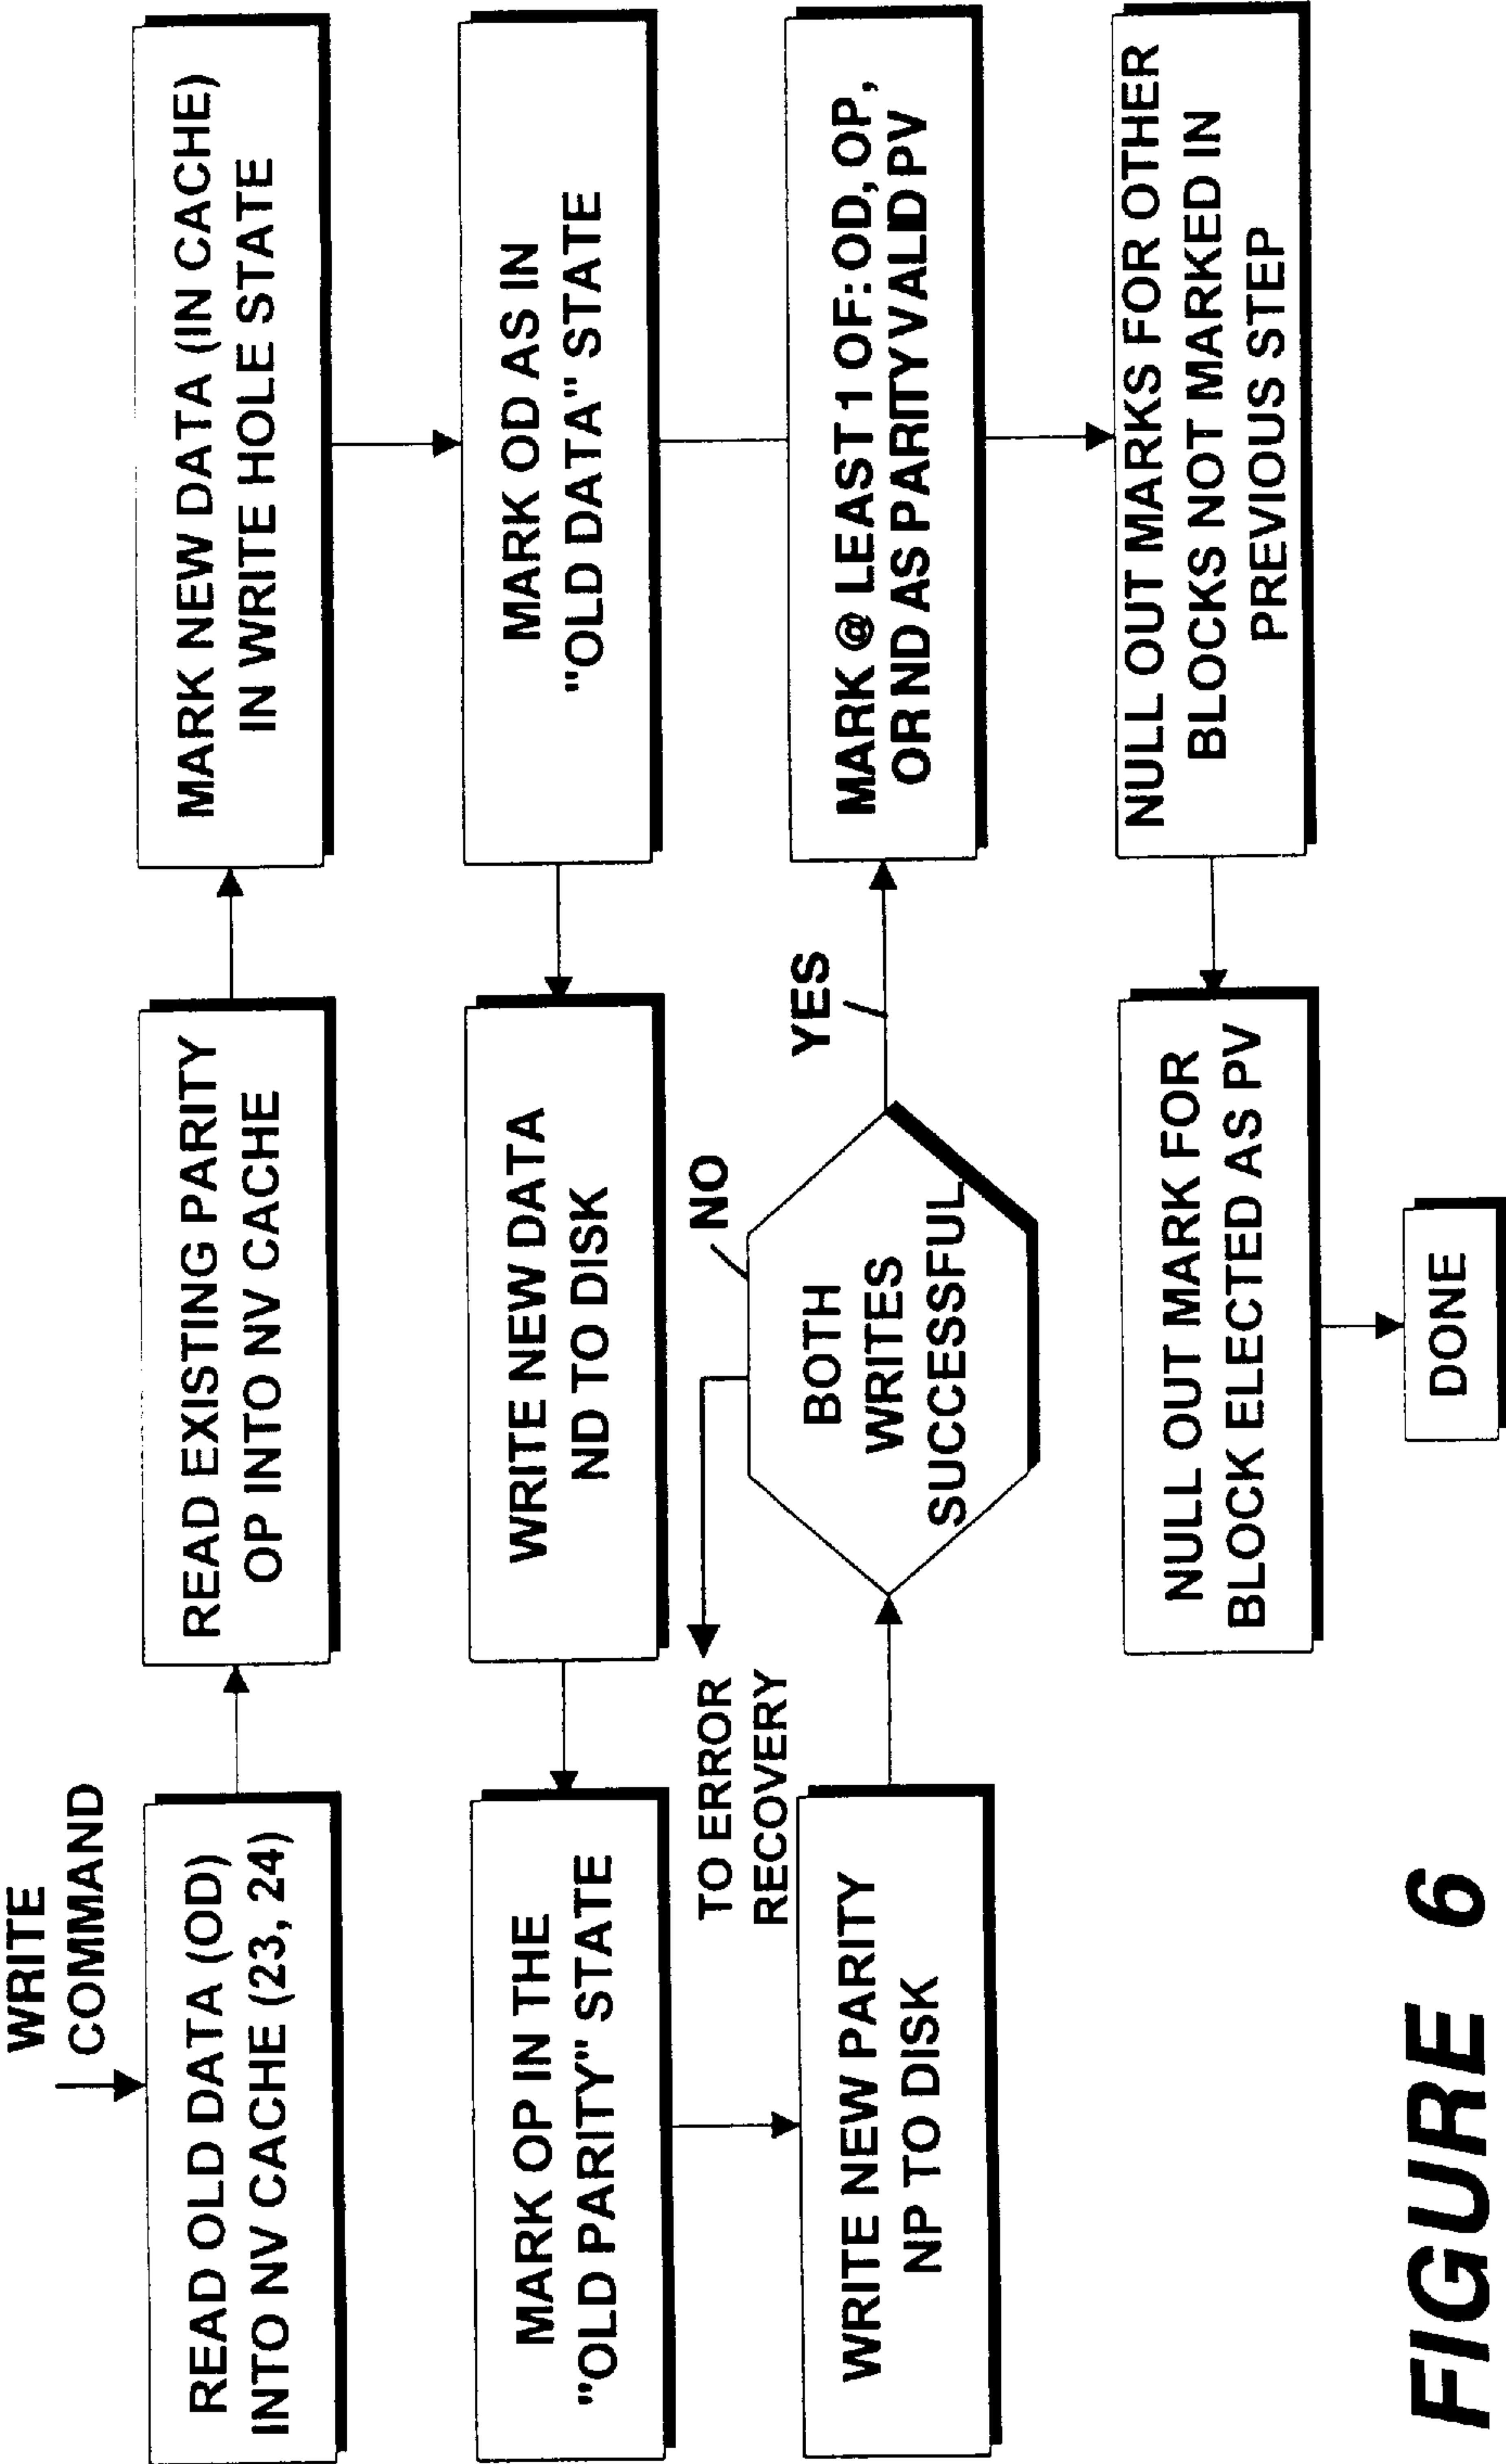 WRITE
COMMAND
READ OLD DATA (OD)
INTO NV CACHE (23, 24)
READ EXISTING PARITY
OP INTO NV CACHE
MARK NEW DATA (IN CACHE)
IN WRITE HOLE STATE
MARK OD AS IN
"OLD DATA" STATE
WRITE NEW DATA
ND TO DISK
MARK OP IN THE
"OLD PARITY" STATE
WRITE NEW PARITY
NP TO DISK
BOTH
WRITES
SUCCESSFUL
NO
TO ERROR
RECOVERY
YES
MARK @ LEAST 1 OF: OD, OP,
OR ND AS PARITY VALID PV
NULL OUT MARKS FOR OTHER
BLOCKS NOT MARKED IN
PREVIOUS STEP
NULL OUT MARK FOR
BLOCK ELECTED AS PV
DONE
FIGURE 6